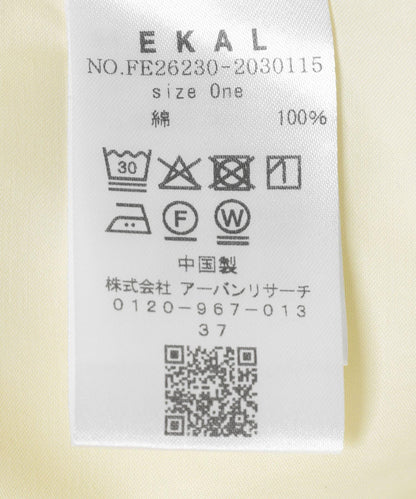 EKAL
NO.FE26230-2030115
size One
綿 100%
30
F W
中国製
株式会社 アーバンリサーチ
0120-967-013
37